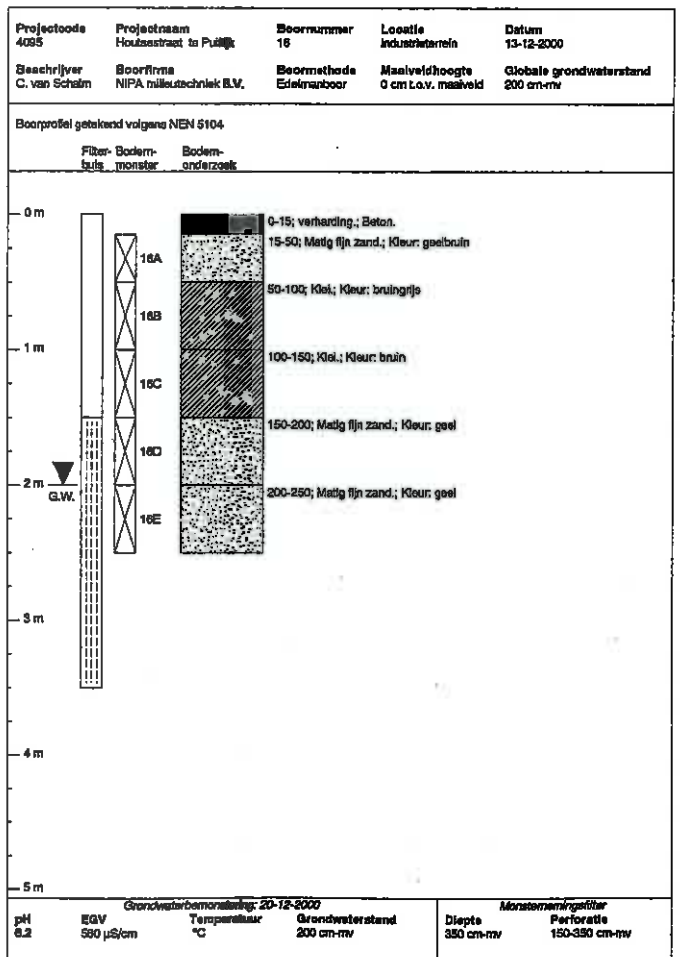 Projectcode Projectnaam Boornummer Locatie Datum
4095 Houtsestraat te Puiflijk 16 Industrieterrein 13-12-2000
Beschrijver Boorfirma Boormethode Maaiveldhoogte Globale grondwaterstand
C. van Schalm NIPA milieutechniek B.V. Edelmanboor 0 cm t.o.v. maaiveld 200 cm-mv
Boorprofiel getekend volgens NEN 5104
Filter- Bodem- Bodem-
buis monster onderzoek
0 m
0-15; verharding.; Beton.
15-50; Matig fijn zand.; Kleur: geelbruin
16A
50-100; Klei.; Kleur: bruingrijs
16B
1 m
100-150; Klei.; Kleur: bruin
16C
150-200; Matig fijn zand.; Kleur: geel
16D
2 m
G.W.
200-250; Matig fijn zand.; Kleur: geel
16E
3 m
4 m
5 m
Grondwaterbemonstering: 20-12-2000 Monsternemingsfilter
pH EGV Temperatuur Grondwaterstand Diepte Perforatie
6.2 580 µS/cm °C 200 cm-mv 350 cm-mv 150-350 cm-mv